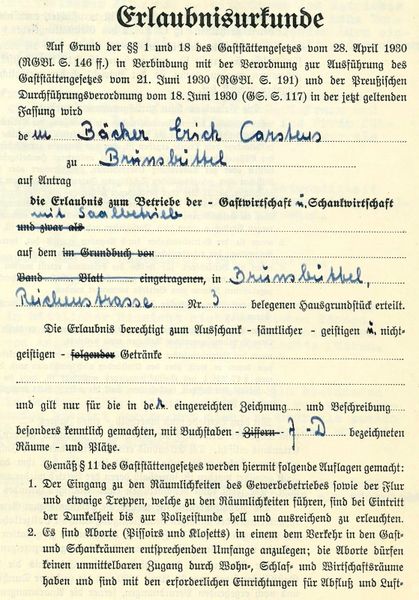 Erlaubnisurkunde
Auf Grund der §§ 1 und 18 des Gaststättengesetzes vom 28. April 1930
(RGBl. S. 146 ff.) in Verbindung mit der Verordnung zur Ausführung des
Gaststättengesetzes vom 21. Juni 1930 (RGBl. S. 191) und der Preußischen
Durchführungsverordnung vom 18. Juni 1930 (GS. S. 117) in der jetzt geltenden
Fassung wird
dem Bäcker Erich Carstens
zu Brunsbüttel
auf Antrag
die Erlaubnis zum Betriebe der - Gastwirtschaft u. Schankwirtschaft
mit Saalbetrieb
und zwar als
auf dem im Grundbuch von
Band Blatt eingetragenen, in Brunsbüttel,
Reichenstrasse Nr. 3 belegenen Hausgrundstück erteilt.
Die Erlaubnis berechtigt zum Ausschank - sämtlicher - geistigen u. nicht-
geistigen - folgender Getränke
und gilt nur für die in der eingereichten Zeichnung und Beschreibung
besonders kenntlich gemachten, mit Buchstaben - Ziffern - - D bezeichneten
Räume - und Plätze.
Gemäß § 11 des Gaststättengesetzes werden hiermit folgende Auflagen gemacht:
1. Der Eingang zu den Räumlichkeiten des Gewerbebetriebes sowie der Flur
und etwaige Treppen, welche zu den Räumlichkeiten führen, sind bei Eintritt
der Dunkelheit bis zur Polizeistunde hell und ausreichend zu erleuchten.
2. Es sind Aborte (Pissoirs und Klosetts) in einem dem Verkehr in den Gast-
und Schankräumen entsprechenden Umfange anzulegen; die Aborte dürfen
keinen unmittelbaren Zugang durch Wohn-, Schlaf- und Wirtschaftsräume
haben und sind mit den erforderlichen Einrichtungen für Abfluß und Luft-